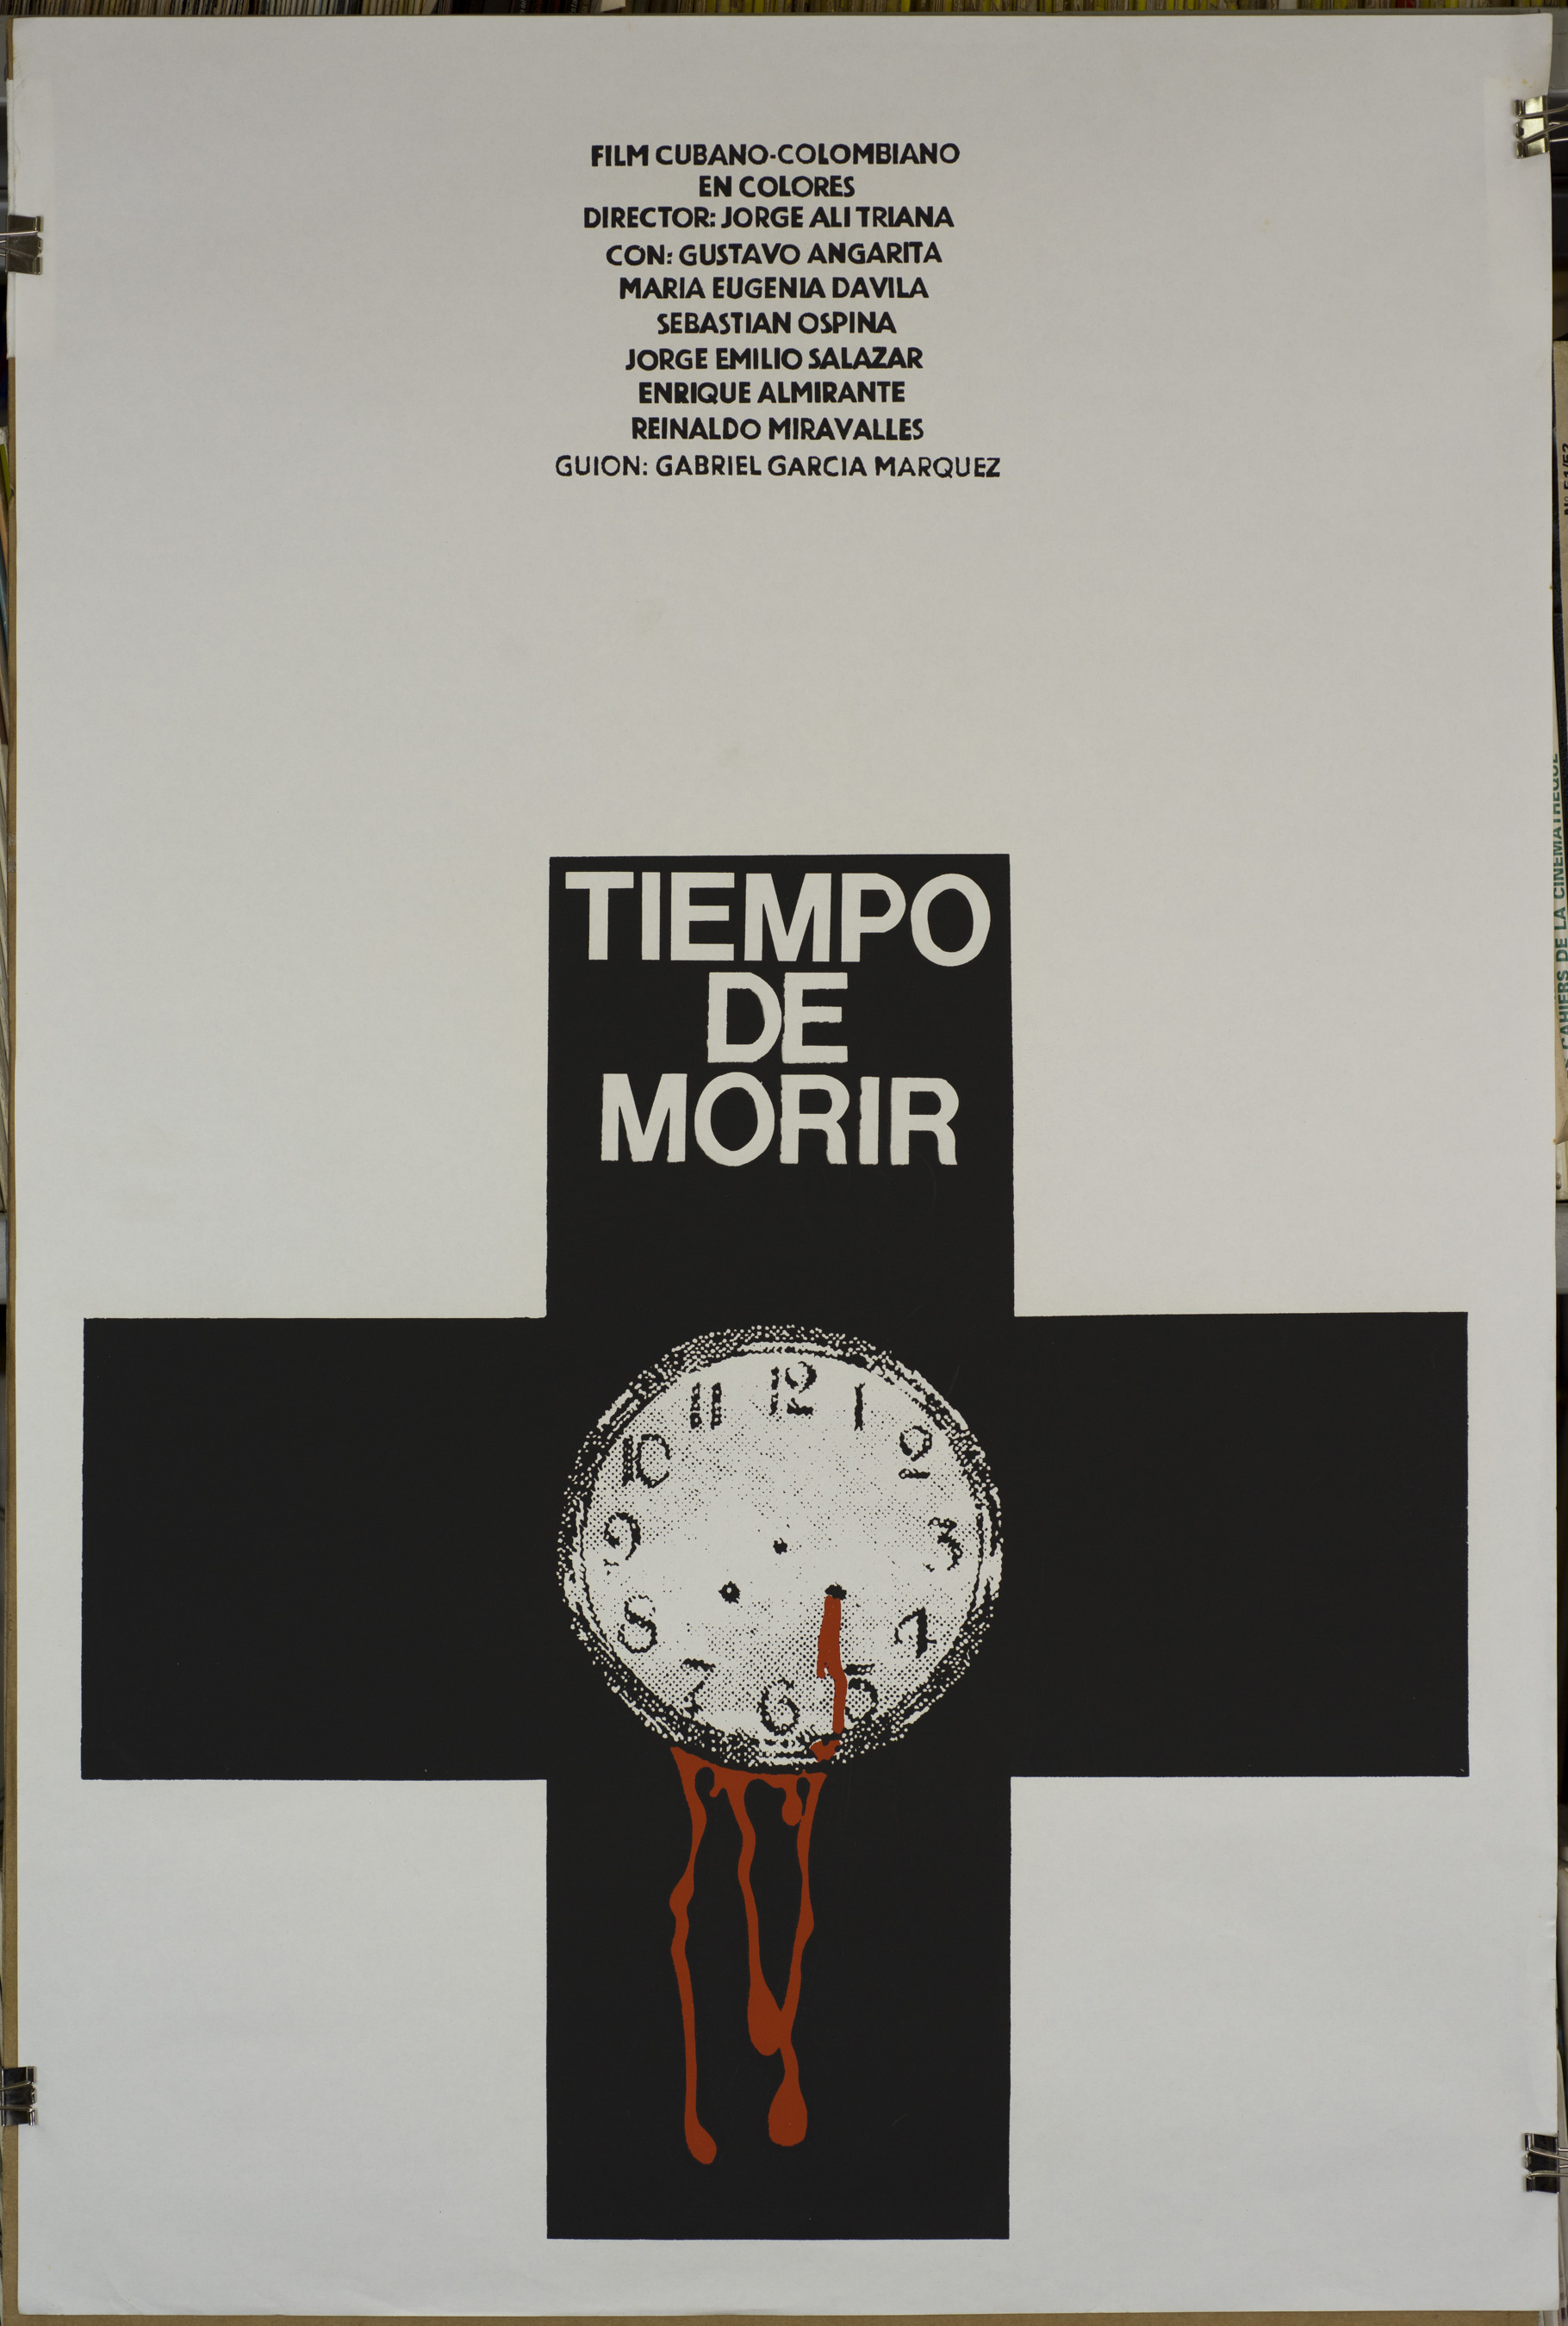 FILM CUBANO-COLOMBIANO
EN COLORES
DIRECTOR: JORGE ALI TRIANA
CON: GUSTAVO ANGARITA
MARIA EUGENIA DAVILA
SEBASTIAN OSPINA
JORGE EMILIO SALAZAR
ENRIQUE ALMIRANTE
REINALDO MIRAVALLES
GUION: GABRIEL GARCIA MARQUEZ
TIEMPO
DE
MORIR
12
11
1
10
2
9
3
8
4
7
6
5
CAHIERS DE LA CINEMATHEQUE